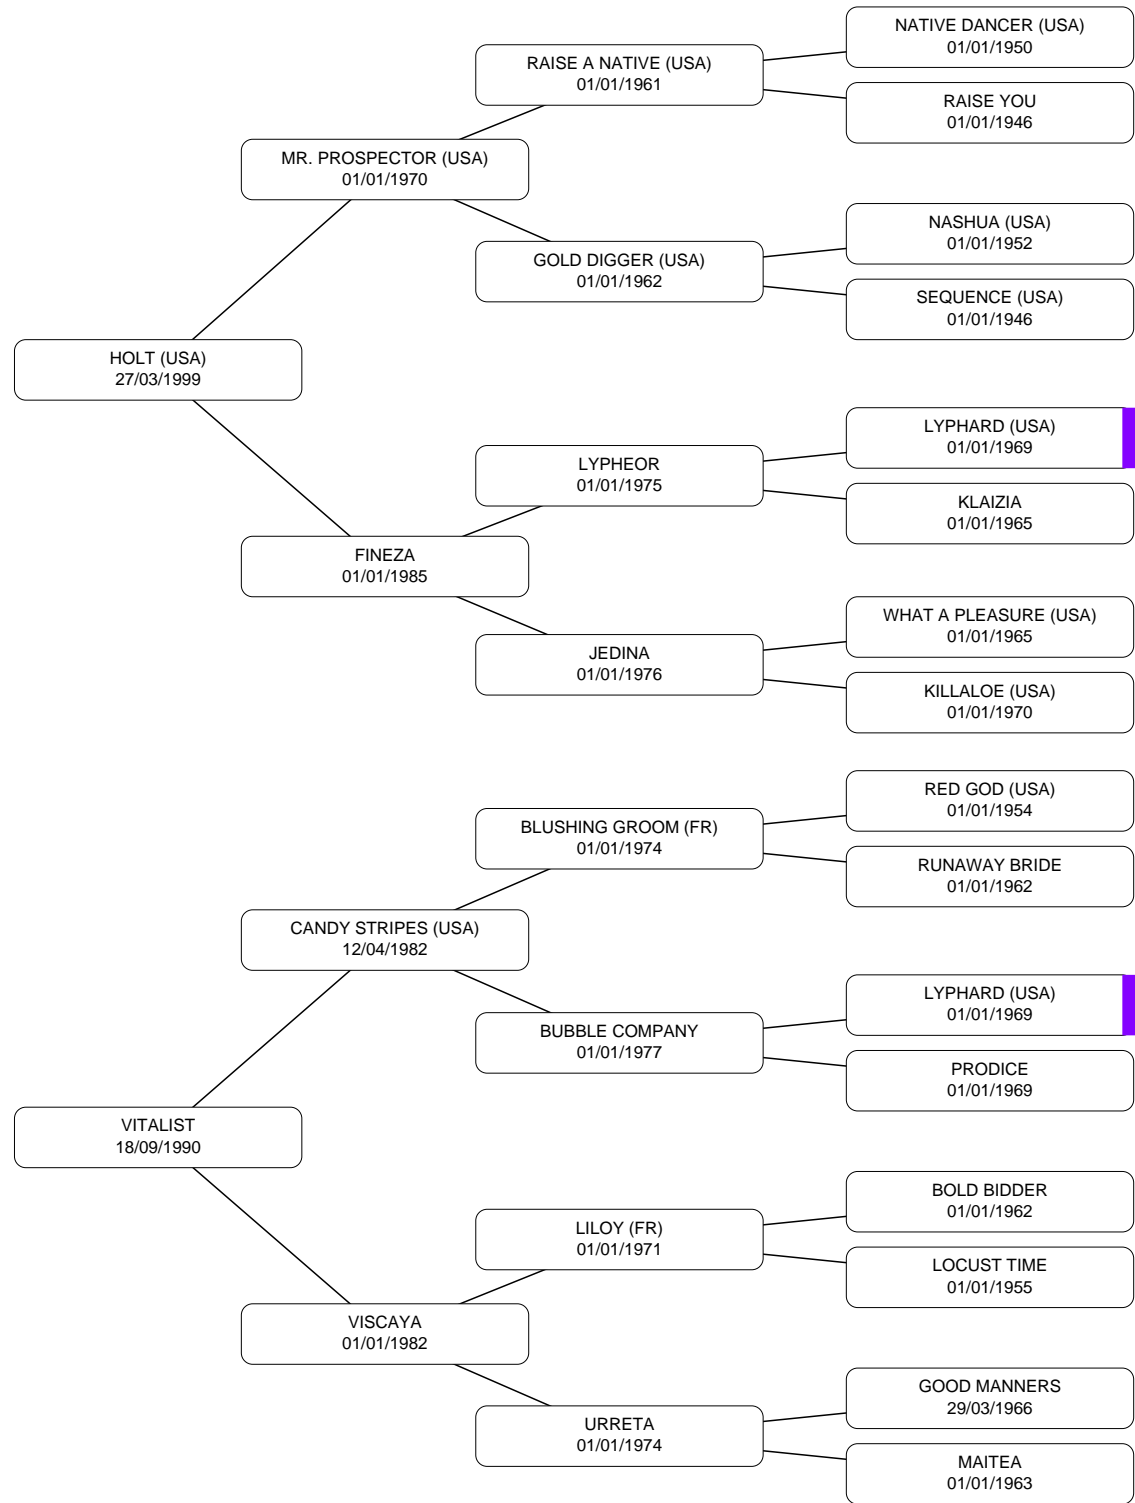 NATIVE DANCER (USA)
01/01/1950
RAISE A NATIVE (USA)
01/01/1961
RAISE YOU
01/01/1946
MR. PROSPECTOR (USA)
01/01/1970
NASHUA (USA)
01/01/1952
GOLD DIGGER (USA)
01/01/1962
SEQUENCE (USA)
01/01/1946
HOLT (USA)
27/03/1999
LYPHARD (USA)
01/01/1969
LYPHEOR
01/01/1975
KLAIZIA
01/01/1965
FINEZA
01/01/1985
WHAT A PLEASURE (USA)
01/01/1965
JEDINA
01/01/1976
KILLALOE (USA)
01/01/1970
RED GOD (USA)
01/01/1954
BLUSHING GROOM (FR)
01/01/1974
RUNAWAY BRIDE
01/01/1962
CANDY STRIPES (USA)
12/04/1982
LYPHARD (USA)
01/01/1969
BUBBLE COMPANY
01/01/1977
PRODICE
01/01/1969
VITALIST
18/09/1990
BOLD BIDDER
01/01/1962
LILOY (FR)
01/01/1971
LOCUST TIME
01/01/1955
VISCAYA
01/01/1982
GOOD MANNERS
29/03/1966
URRETA
01/01/1974
MAITEA
01/01/1963